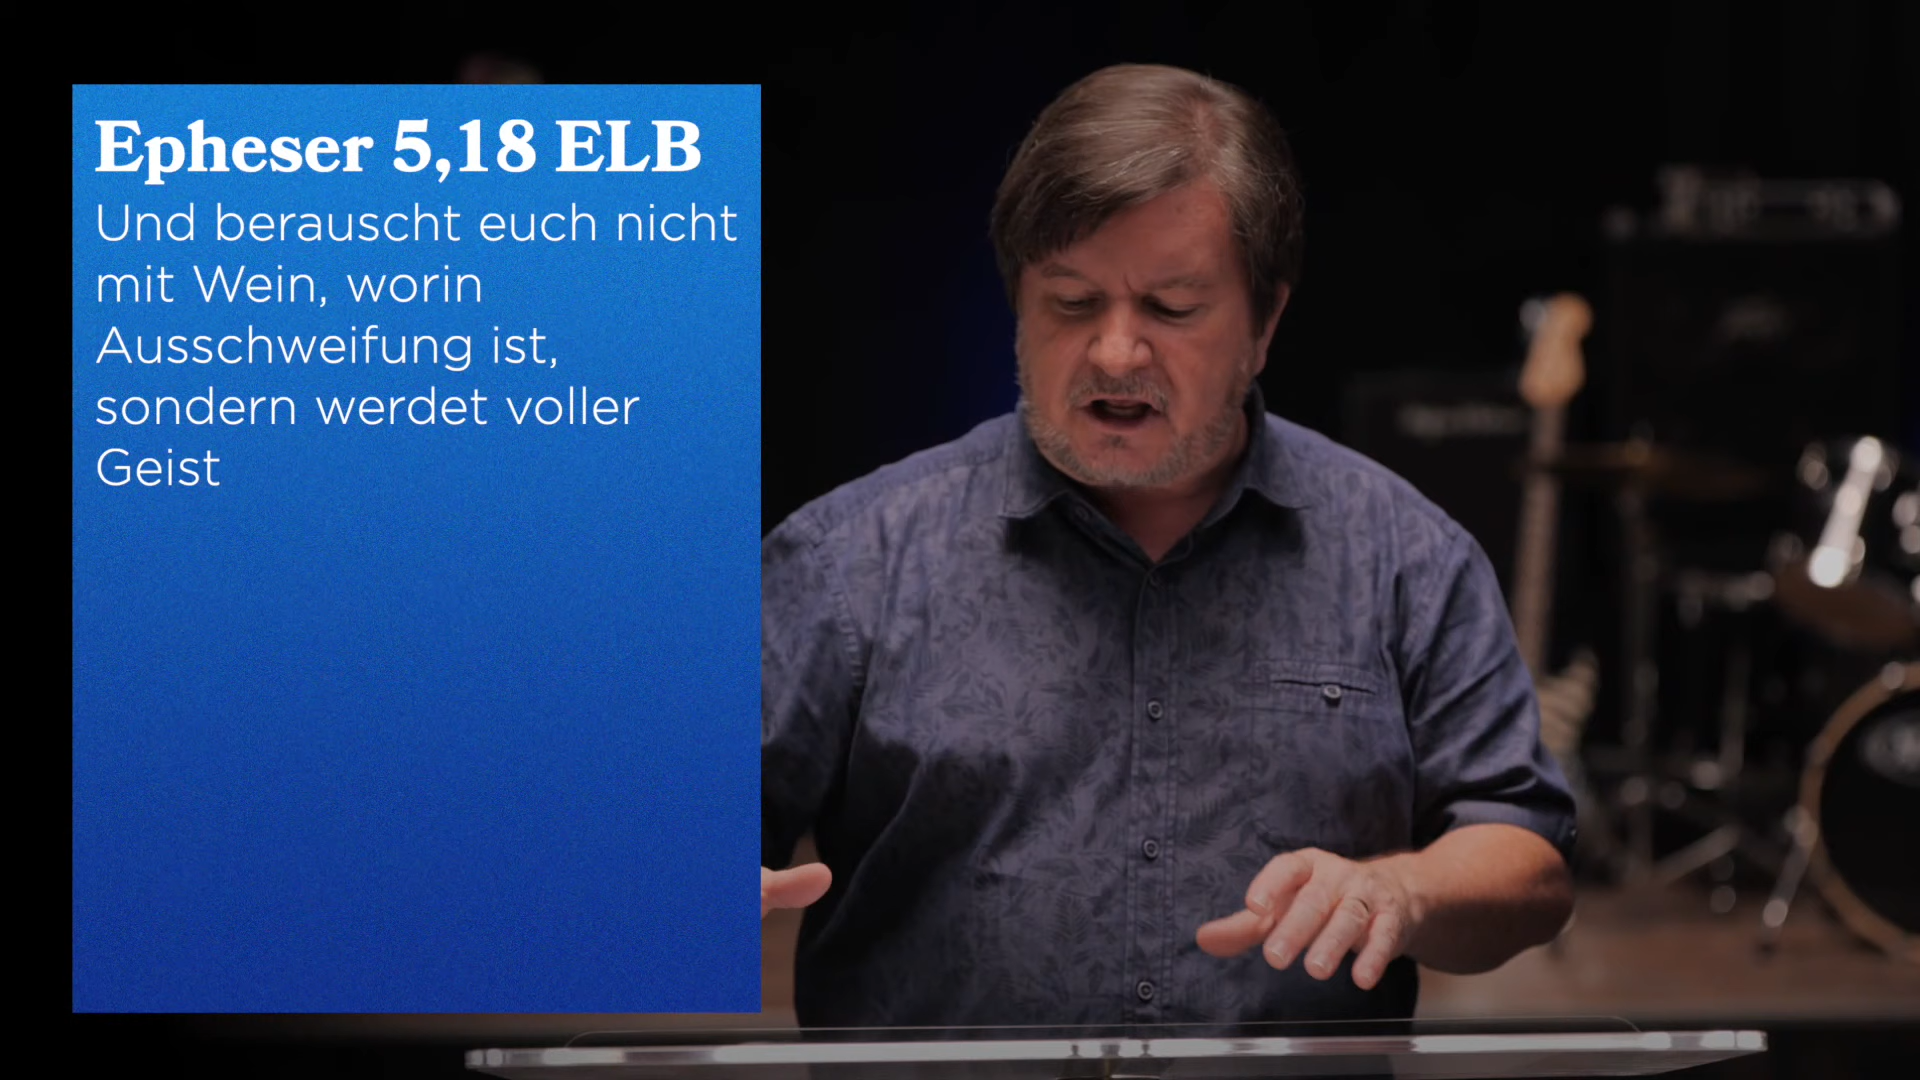 Epheser 5,18 ELB
Und berauscht euch nicht
mit Wein, worin
Ausschweifung ist,
sondern werdet voller
Geist